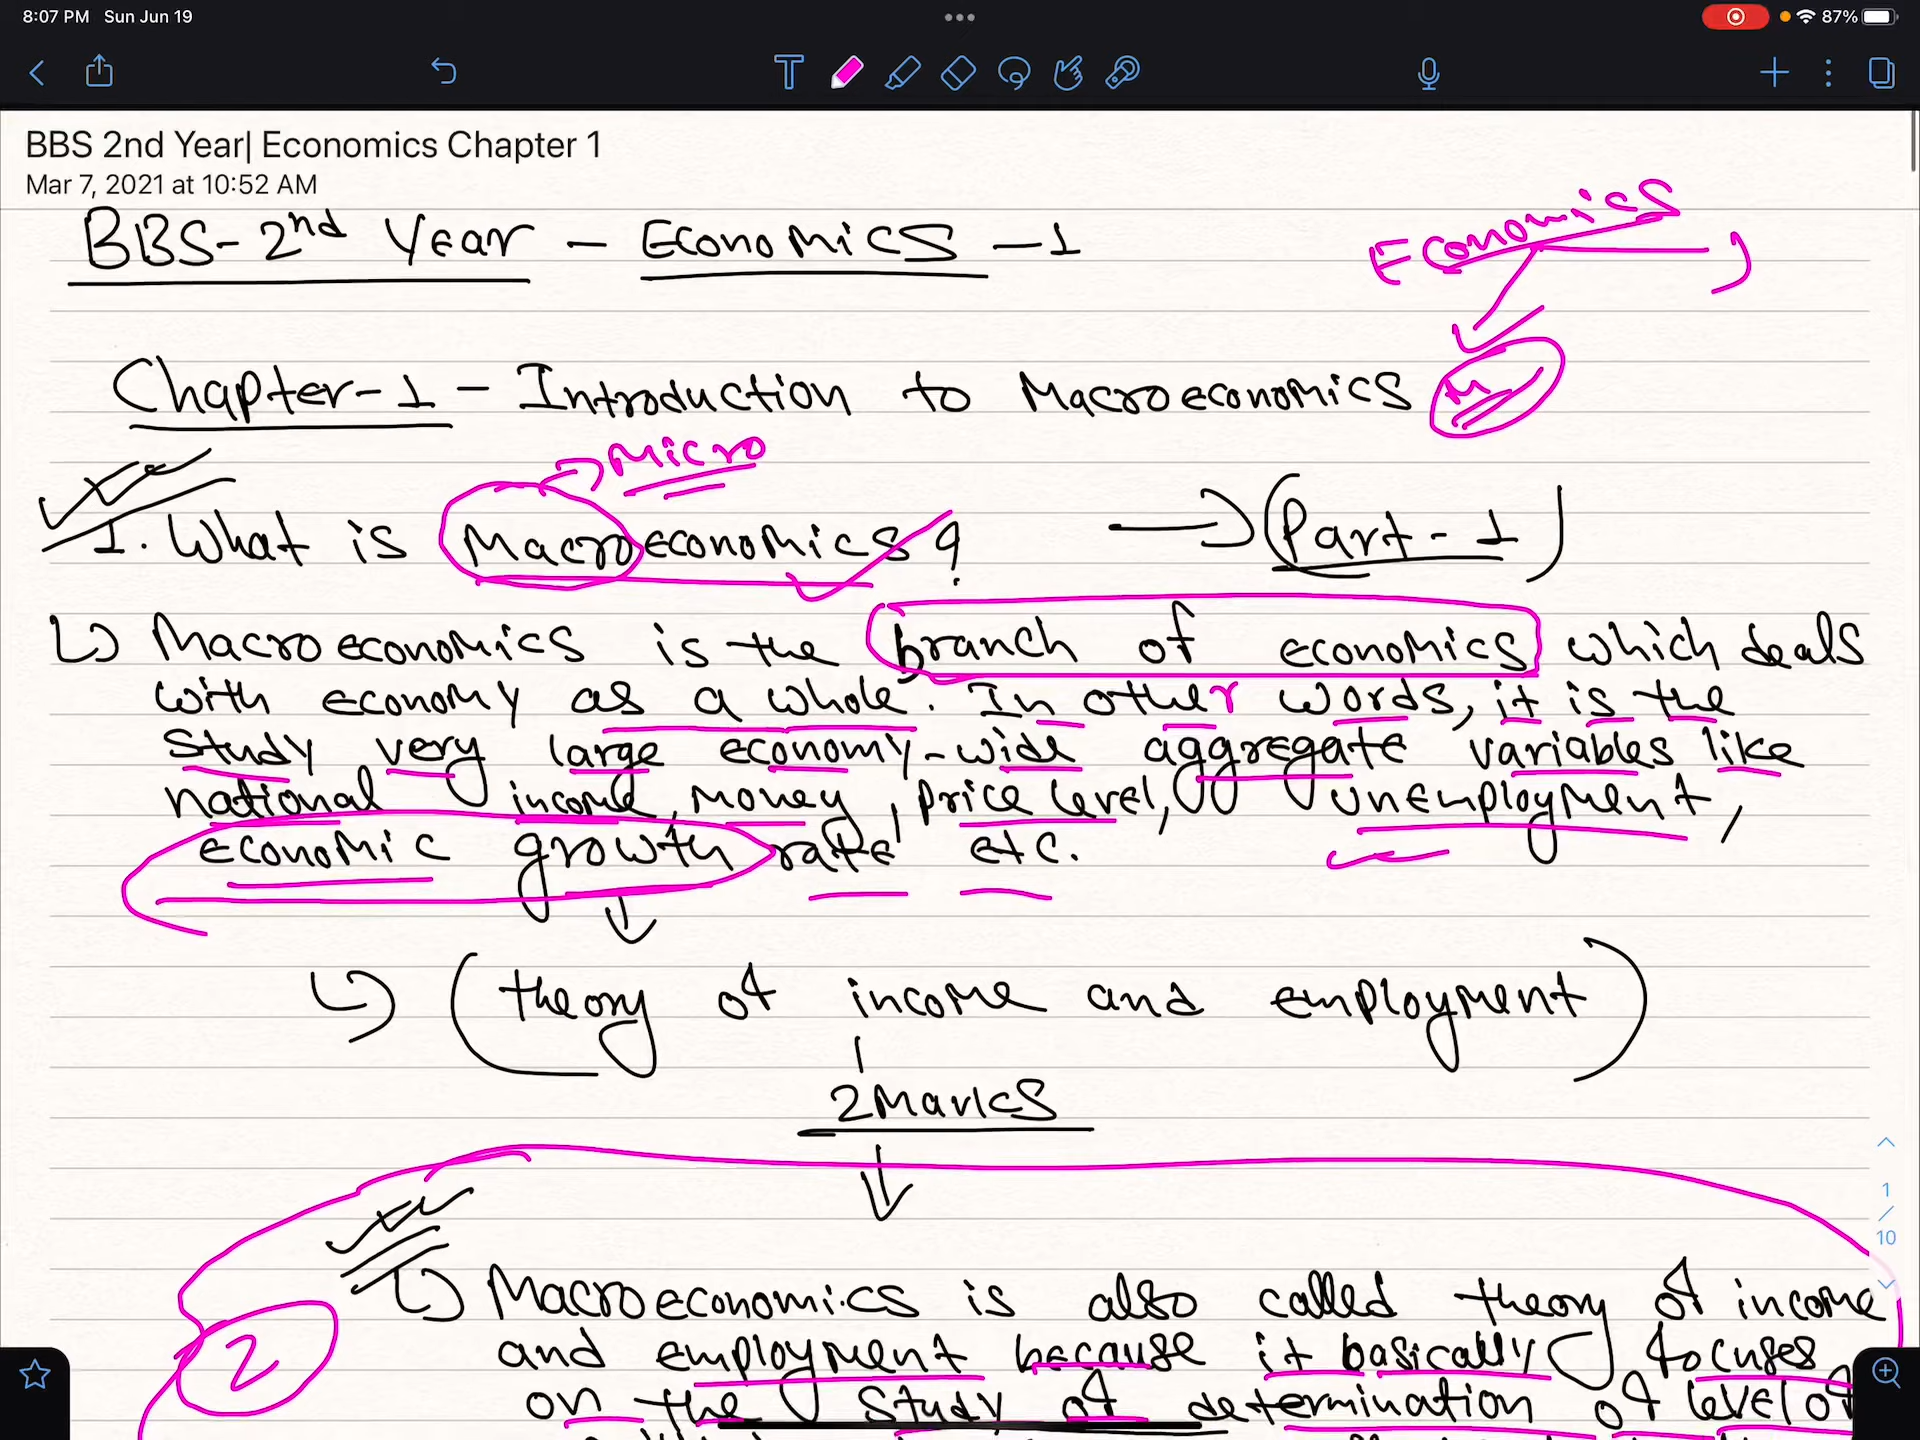 8:07 PM Sun Jun 19
87%
BBS 2nd Year| Economics Chapter 1
Mar 7, 2021 at 10:52 AM
BBS-2nd Year - Economics -1
Economics
Chapter-1 - Introduction to Macroeconomics
Micro
1. What is Macroeconomics? (Part-1)
Macroeconomics is the branch of economics which deals
with economy as a whole. In other words, it is the
study very large economy-wide aggregate variables like
national income, money, price level, unemployment,
economic growth rate etc.
(theory of income and employment)
2 Marks
Macroeconomics is also called theory of income
and employment because it basically focuses
2
on the study of determination of level of
1
/
10